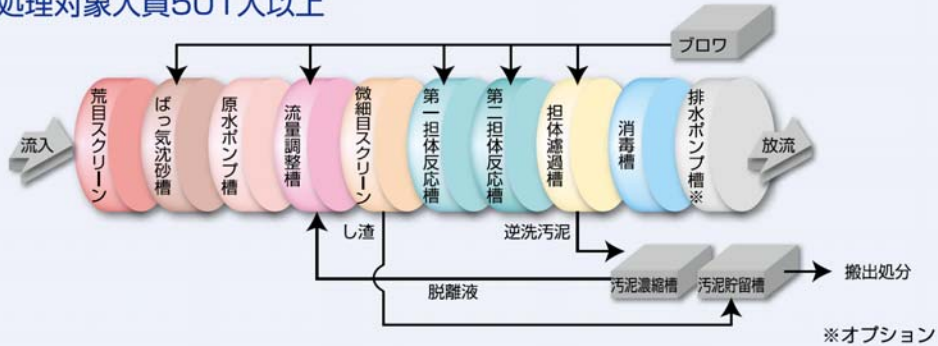 処理対象人員501人以上
ブロワ
流入
荒目スクリーン
ばっ気沈砂槽
原水ポンプ槽
流量調整槽
微細目スクリーン
第一担体反応槽
第二担体反応槽
担体濾過槽
消毒槽
排水ポンプ槽※
放流
し渣
逆洗汚泥
脱離液
汚泥濃縮槽
汚泥貯留槽
搬出処分
※オプション